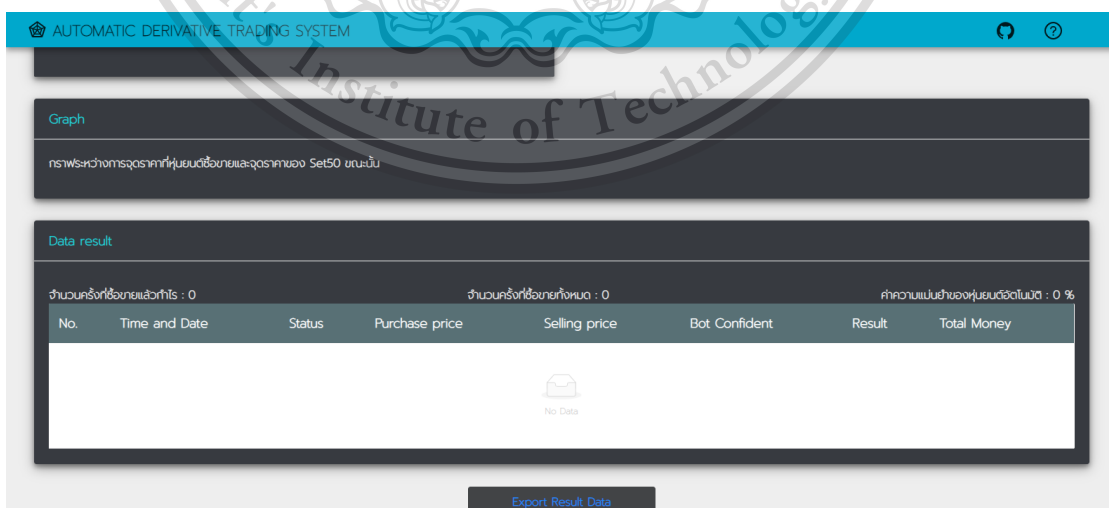 AUTOMATIC DERIVATIVE TRADING SYSTEM
Institute of Technolog
Graph
กราฟระหว่างการจุดราคาที่หุ่นยนต์ซื้อขายและจุดราคาของ Set50 ขณะนั้น
Data result
จำนวนครั้งที่ซื้อขายแล้วกำไร : 0 จำนวนครั้งที่ซื้อขายทั้งหมด : 0 ค่าความแม่นยำของหุ่นยนต์อัตโนมัติ : 0 %
No. Time and Date Status Purchase price Selling price Bot Confident Result Total Money
No Data
Export Result Data